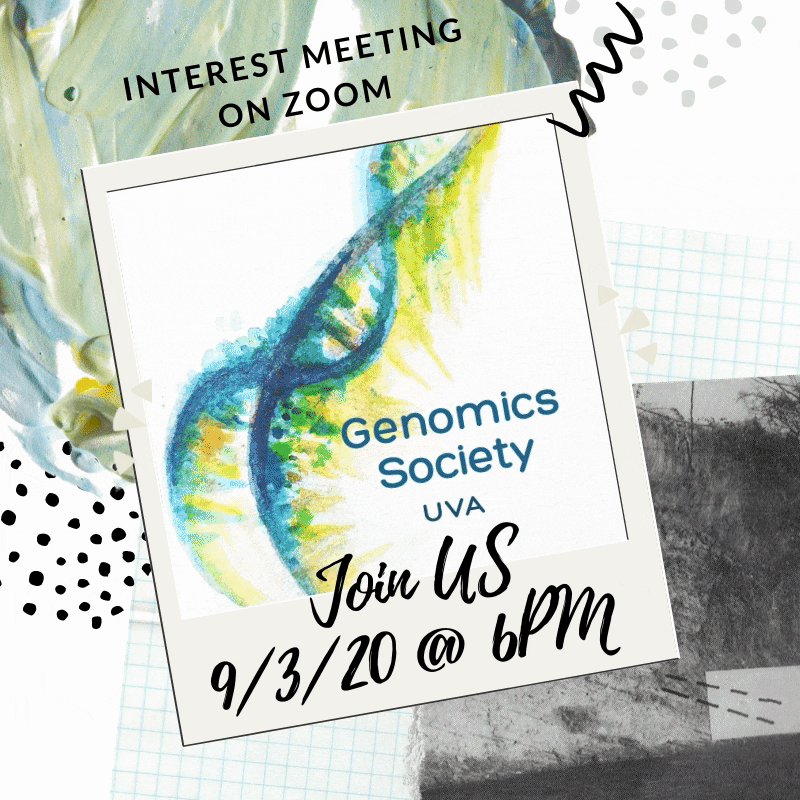 INTEREST MEETING
ON ZOOM
Genomics
Society
UVA
Join US
9/3/20 @ 6PM